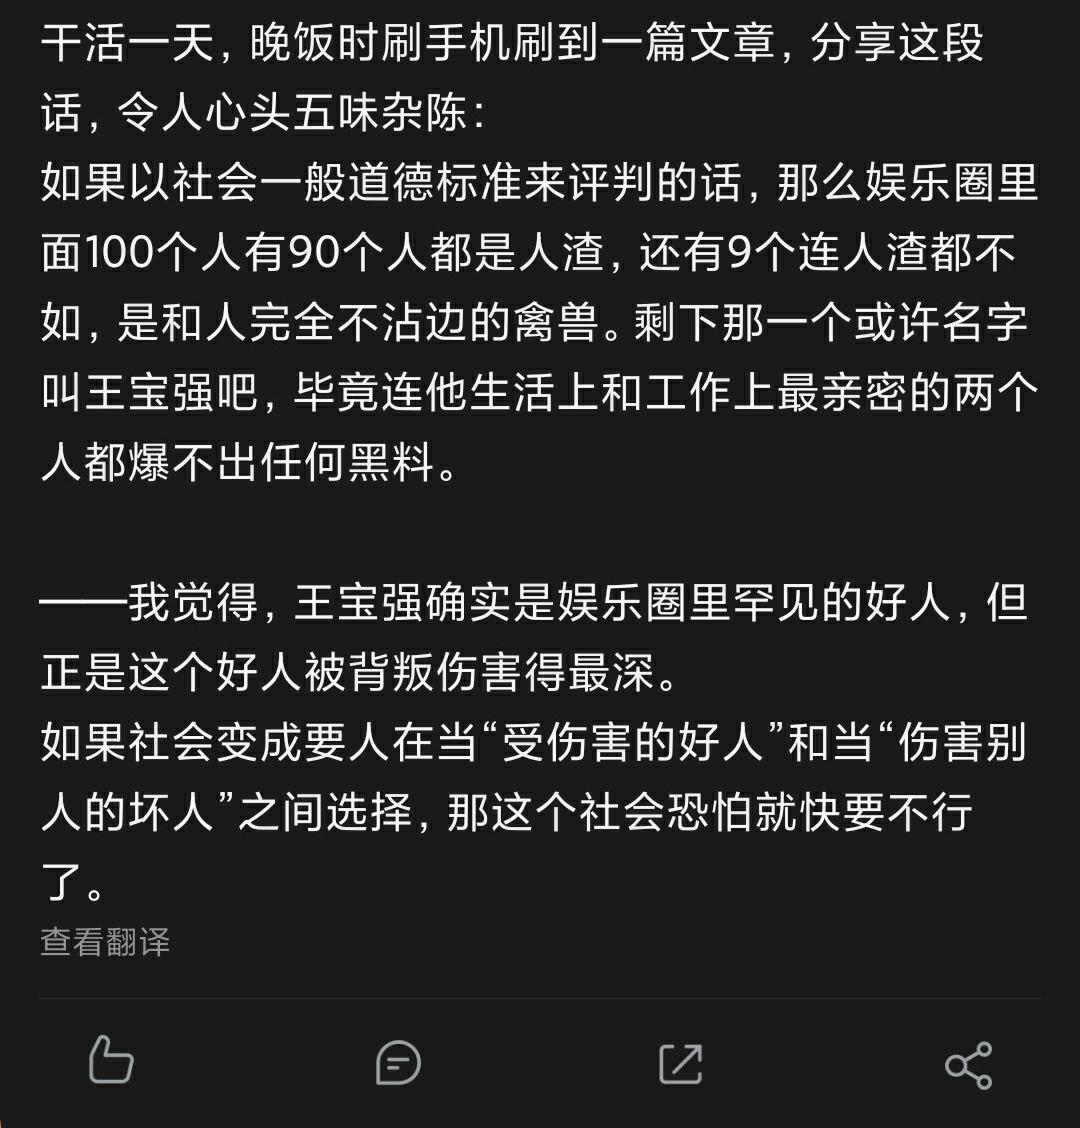 干活一天，晚饭时刷手机刷到一篇文章，分享这段
话，令人心头五味杂陈：
如果以社会一般道德标准来评判的话，那么娱乐圈里
面100个人有90个人都是人渣，还有9个连人渣都不
如，是和人完全不沾边的禽兽。剩下那一个或许名字
叫王宝强吧，毕竟连他生活上和工作上最亲密的两个
人都爆不出任何黑料。
——我觉得，王宝强确实是娱乐圈里罕见的好人，但
正是这个好人被背叛伤害得最深。
如果社会变成要人在当“受伤害的好人”和当“伤害别
人的坏人”之间选择，那这个社会恐怕就快要不行
了。
查看翻译